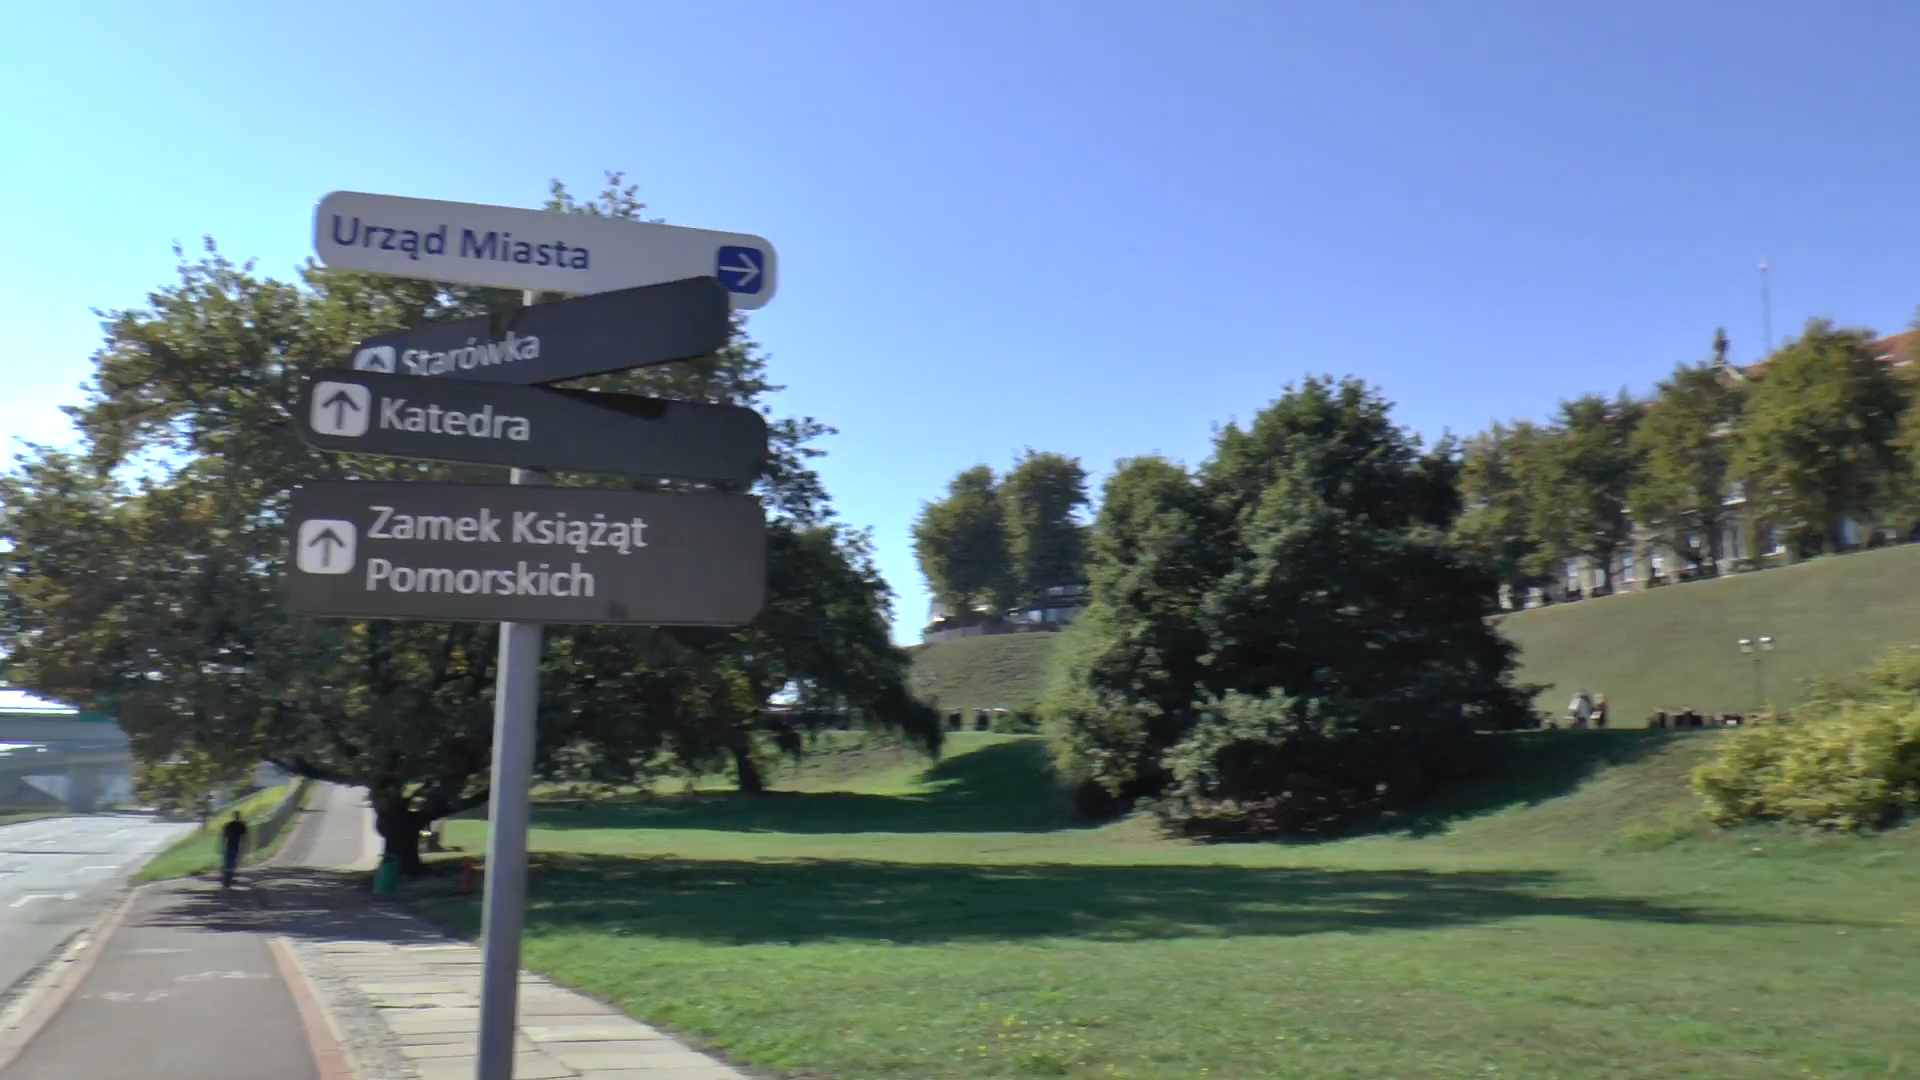 Urząd Miasta
Starówka
Katedra
Zamek Książąt
Pomorskich